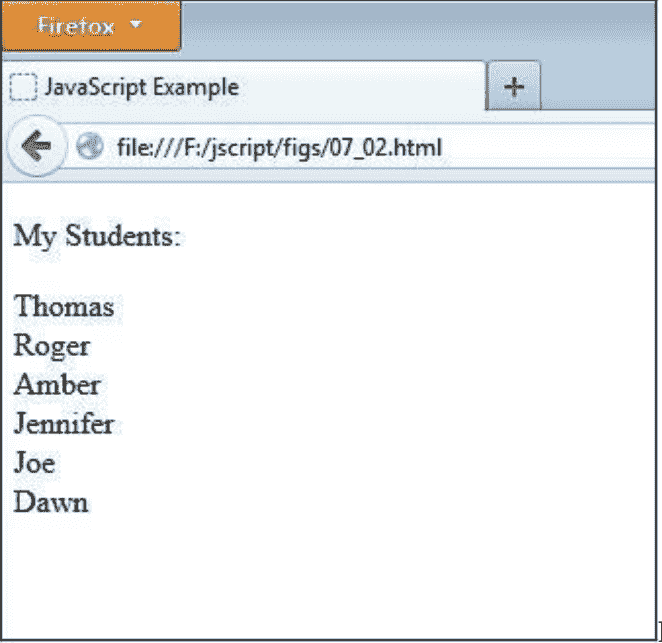 Firefox
JavaScript Example
file:///F:/jscript/figs/07_02.html
My Students:
Thomas
Roger
Amber
Jennifer
Joe
Dawn